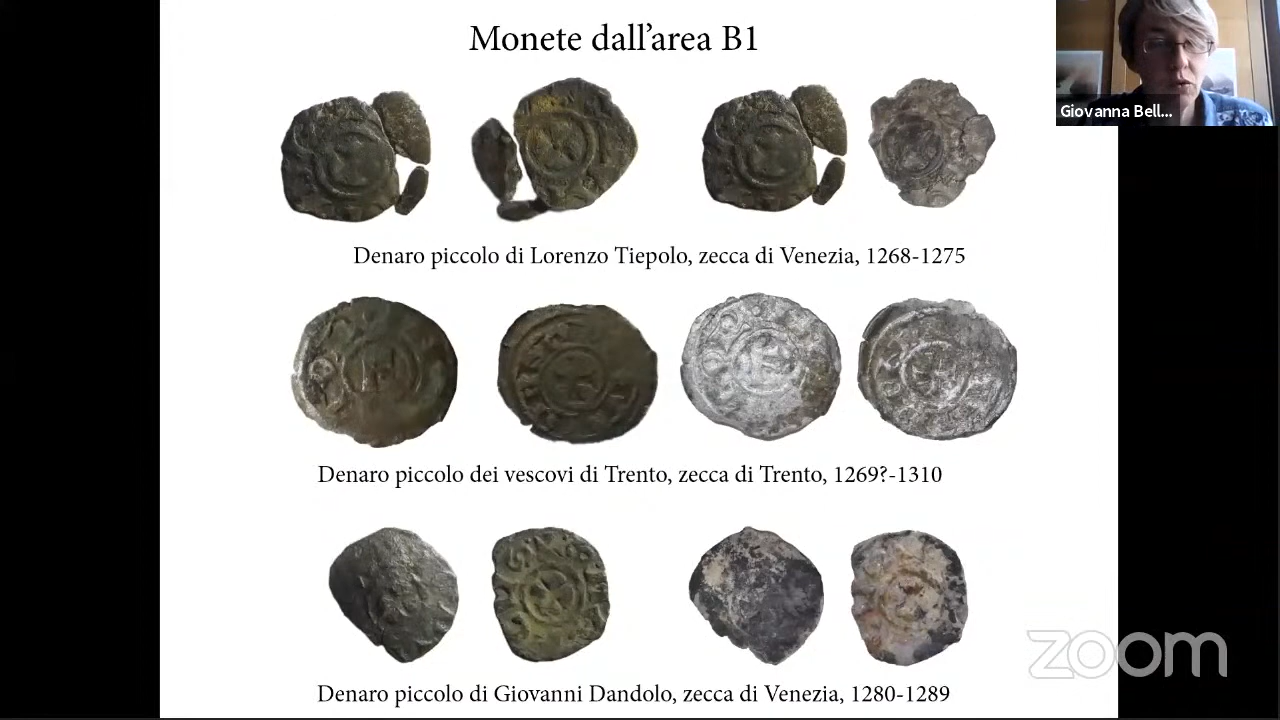 Monete dall'area B1
Giovanna Bell...
Denaro piccolo di Lorenzo Tiepolo, zecca di Venezia, 1268-1275
Denaro piccolo dei vescovi di Trento, zecca di Trento, 1269?-1310
Denaro piccolo di Giovanni Dandolo, zecca di Venezia, 1280-1289
zoom